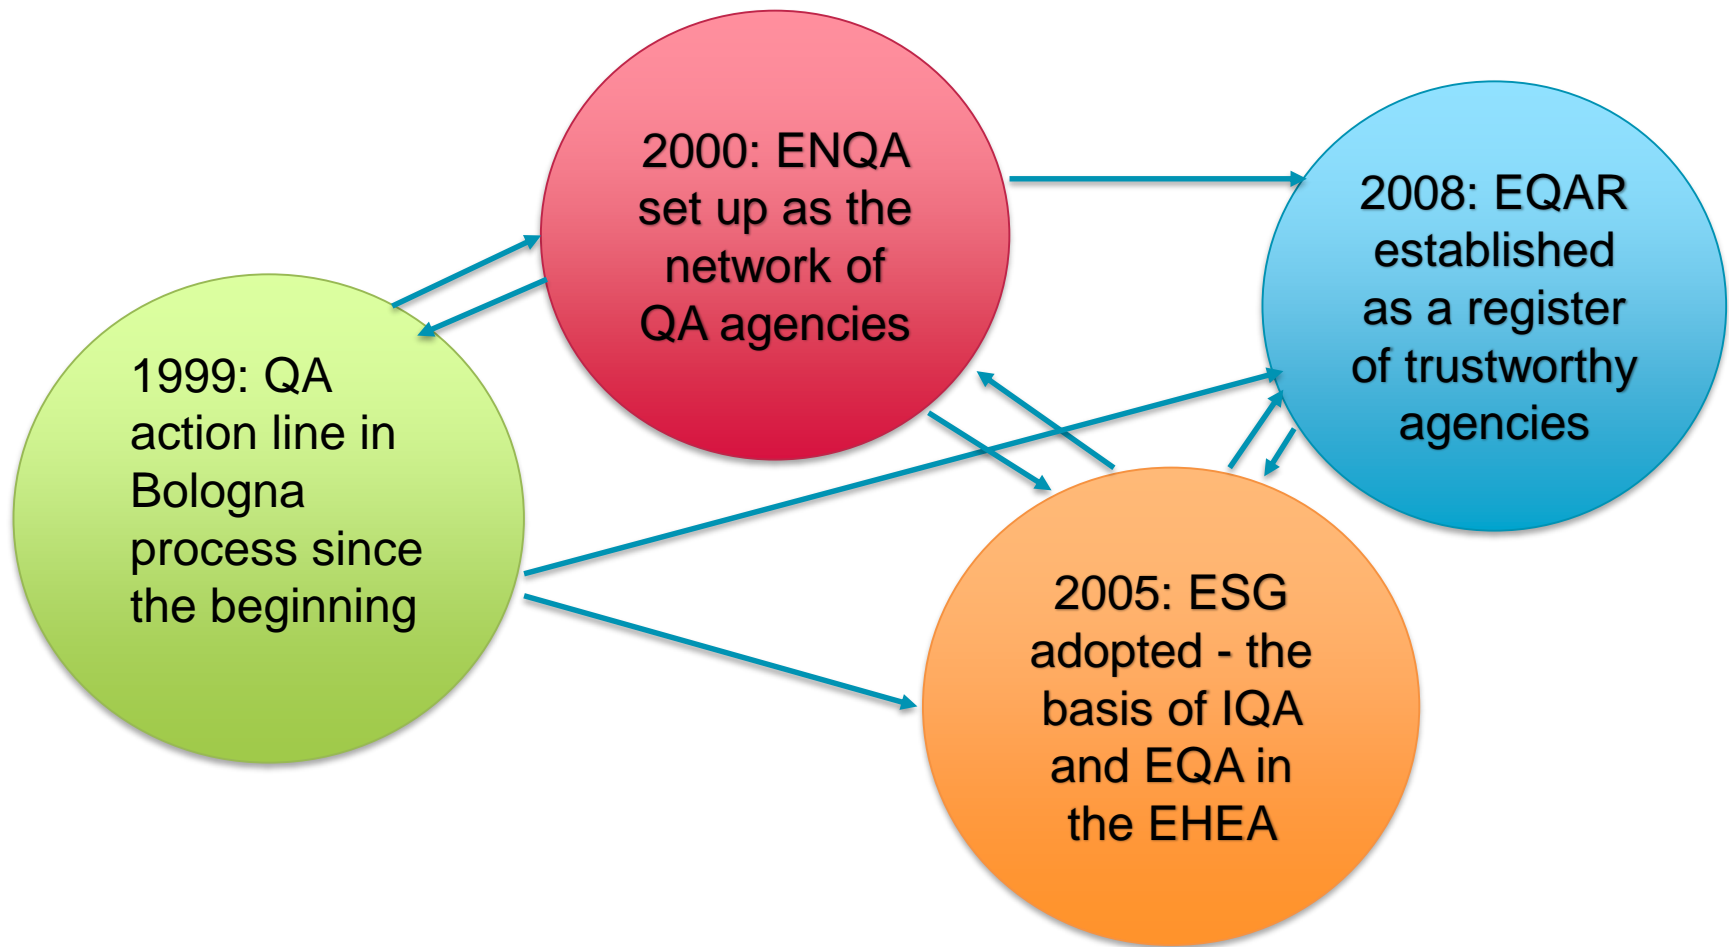 1999: QA
action line in
Bologna
process since
the beginning
2000: ENQA
set up as the
network of
QA agencies
2008: EQAR
established
as a register
of trustworthy
agencies
2005: ESG
adopted - the
basis of IQA
and EQA in
the EHEA